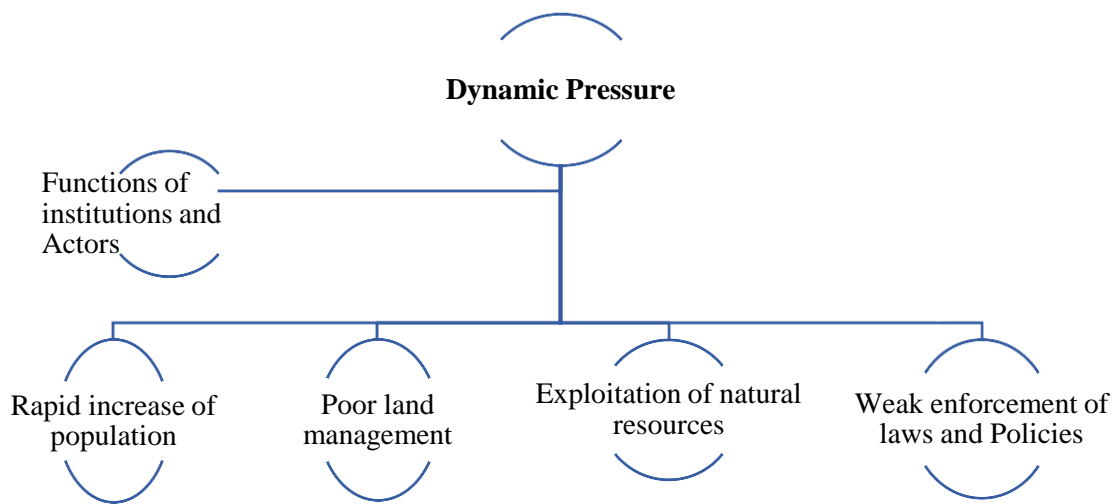 Dynamic Pressure
Functions of
institutions and
Actors
Rapid increase of
population
Poor land
management
Exploitation of natural
resources
Weak enforcement of
laws and Policies